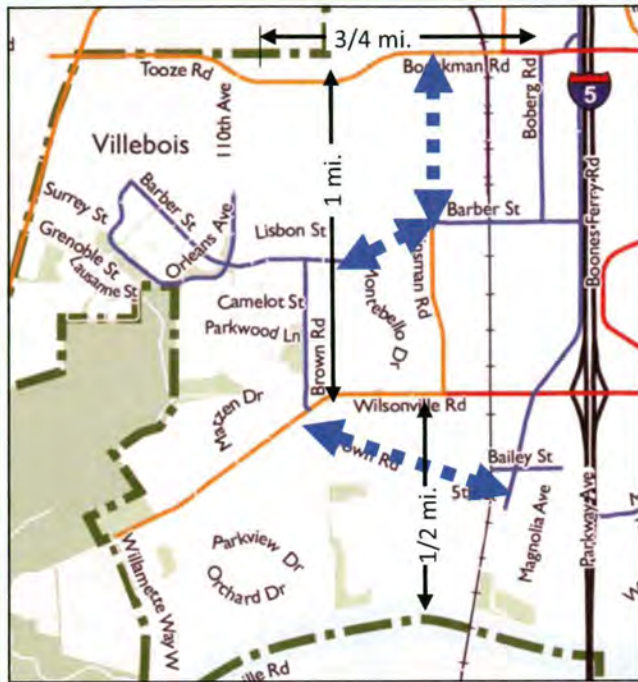 3/4 mi.
Tooze Rd
Boberg Rd
5
110th Ave
Villebois
1 mi.
Boones Ferry Rd
Surrey St
Barber St
Orleans Ave
Barber St
Grenoble St
Lausanne St
Lisbon St
Camelot St
Montebello Dr
Parkwood Ln
Brown Rd
Matzen Dr
Wilsonville Rd
Bailey St
1/2 mi.
Magnolia Ave
Parkway Ave
Parkview Dr
Orchard Dr
Willamette Way W